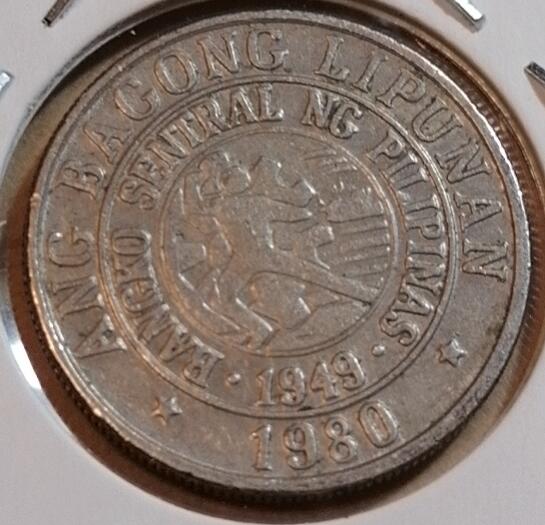 ANG BAGONG LIPUNAN
BANGKO SENTRAL NG PILIPINAS
1949
1980